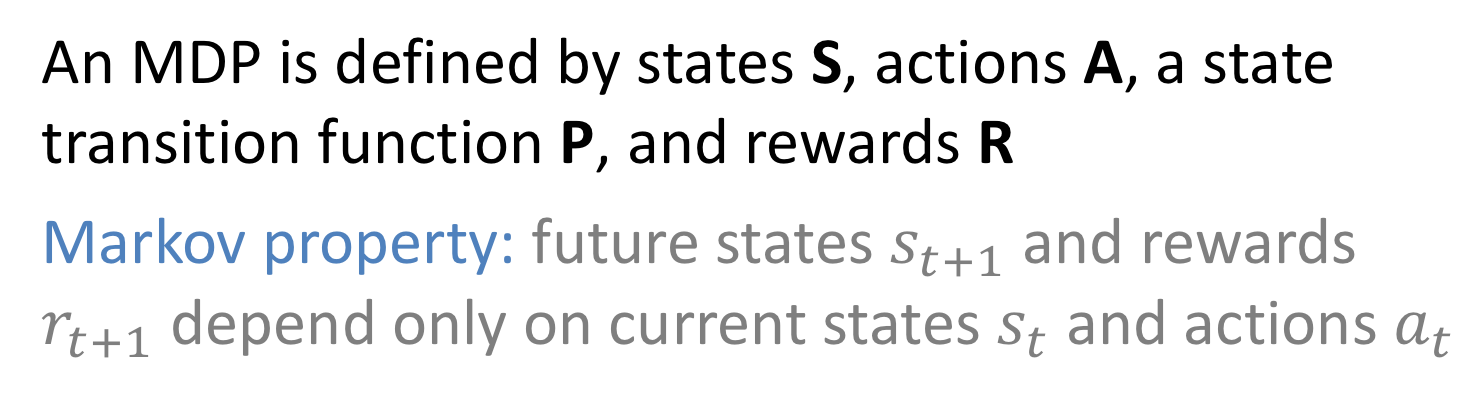 An MDP is defined by states S, actions A, a state
transition function P, and rewards R
Markov property: future states s_{t+1} and rewards
r_{t+1} depend only on current states s_t and actions a_t